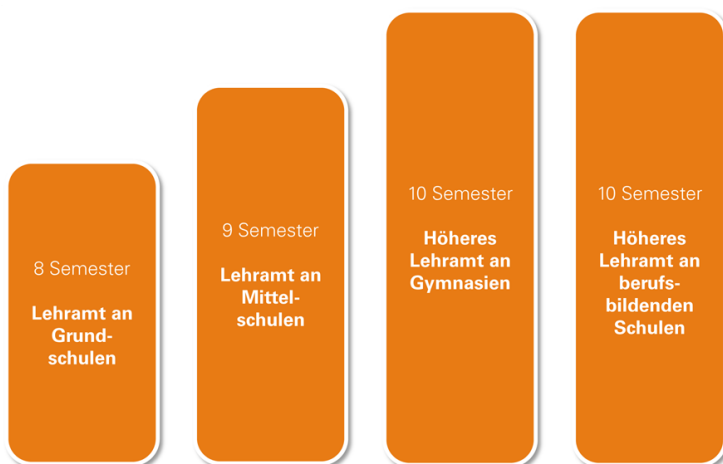 8 Semester
Lehramt an
Grund-
schulen
9 Semester
Lehramt an
Mittel-
schulen
10 Semester
Höheres
Lehramt an
Gymnasien
10 Semester
Höheres
Lehramt an
berufs-
bildenden
Schulen